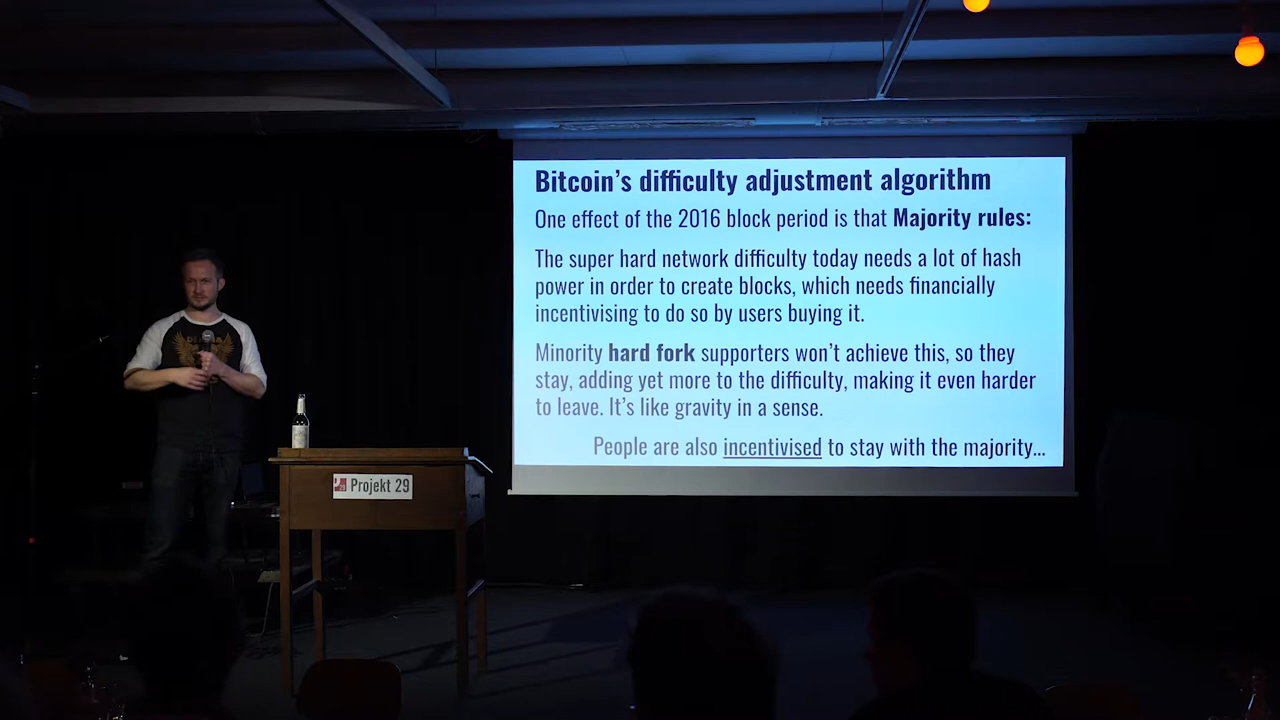 Bitcoin's difficulty adjustment algorithm
One effect of the 2016 block period is that Majority rules:
The super hard network difficulty today needs a lot of hash
power in order to create blocks, which needs financially
incentivising to do so by users buying it.
Minority hard fork supporters won't achieve this, so they
stay, adding yet more to the difficulty, making it even harder
to leave. It's like gravity in a sense.
People are also incentivised to stay with the majority...
Projekt 29